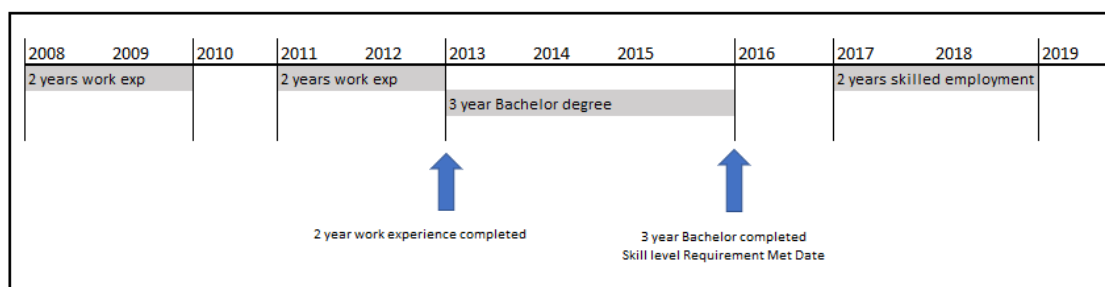 2008 2009 2010 2011 2012 2013 2014 2015 2016 2017 2018 2019
2 years work exp 2 years work exp 2 years skilled employment
3 year Bachelor degree
2 year work experience completed
3 year Bachelor completed
Skill level Requirement Met Date